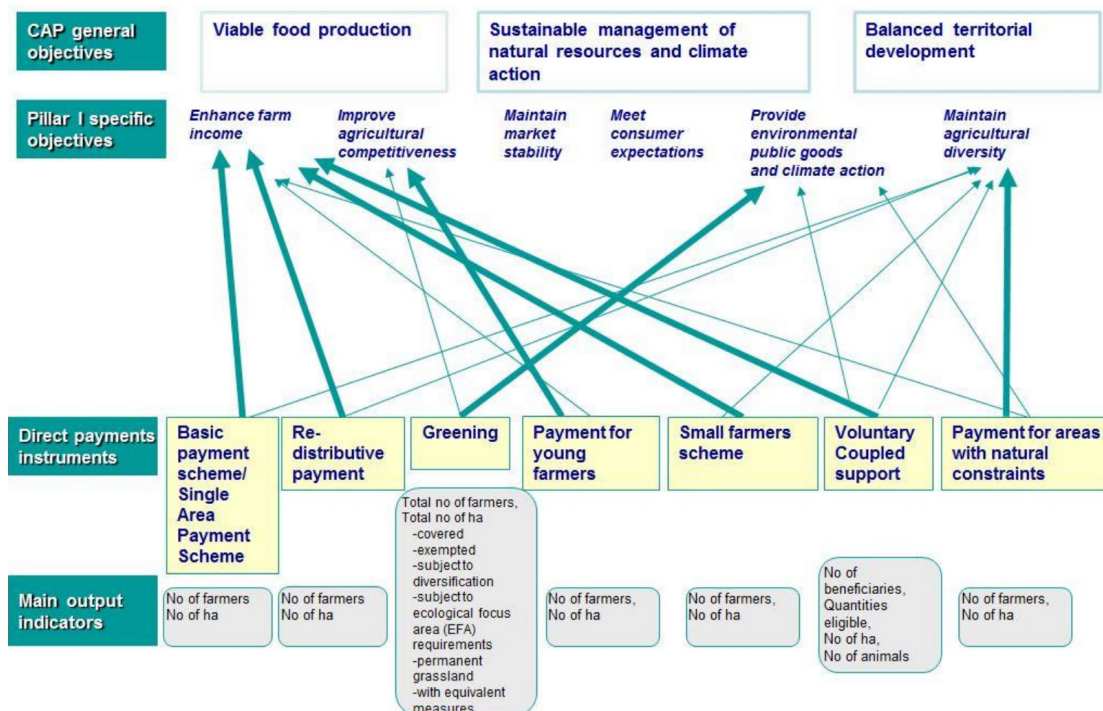 CAP general
objectives
Viable food production
Sustainable management of
natural resources and climate
action
Balanced territorial
development
Pillar I specific
objectives
Enhance farm
income
Improve
agricultural
competitiveness
Maintain
market
stability
Meet
consumer
expectations
Provide
environmental
public goods
and climate action
Maintain
agricultural
diversity
Direct payments
instruments
Basic
payment
scheme/
Single
Area
Payment
Scheme
Re-
distributive
payment
Greening
Payment for
young
farmers
Small farmers
scheme
Voluntary
Coupled
support
Payment for areas
with natural
constraints
Main output
indicators
No of farmers
No of ha
No of farmers
No of ha
Total no of farmers,
Total no of ha
-covered
-exempted
-subject to
diversification
-subject to
ecological focus
area (EFA)
requirements
-permanent
grassland
-with equivalent
measures
No of farmers,
No of ha
No of farmers,
No of ha
No of
beneficiaries,
Quantities
eligible,
No of ha,
No of animals
No of farmers,
No of ha